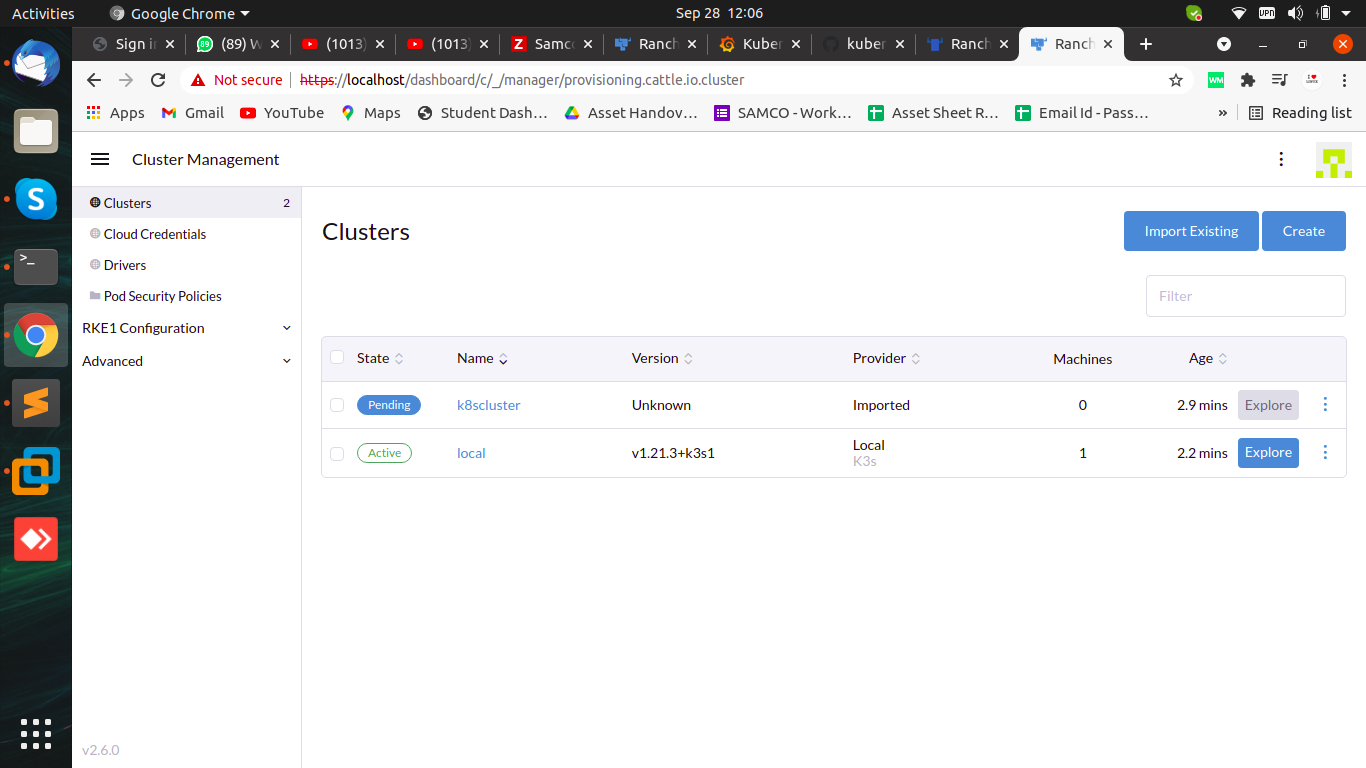 Activities Google Chrome Sep 28 12:06
Sign in (89) W (1013) (1013) Samco Ranch Kuber kuber Ranch Ranch
Not secure https://localhost/dashboard/c/_/manager/provisioning.cattle.io.cluster
Apps Gmail YouTube Maps Student Dash... Asset Handov... SAMCO - Work... Asset Sheet R... Email Id - Pass... » Reading list
Cluster Management
Clusters 2
Cloud Credentials
Drivers
Pod Security Policies
RKE1 Configuration
Advanced
v2.6.0
Clusters
Import Existing Create
Filter
State Name Version Provider Machines Age
Pending k8scluster Unknown Imported 0 2.9 mins Explore
Active local v1.21.3+k3s1 Local 1 2.2 mins Explore
K3s